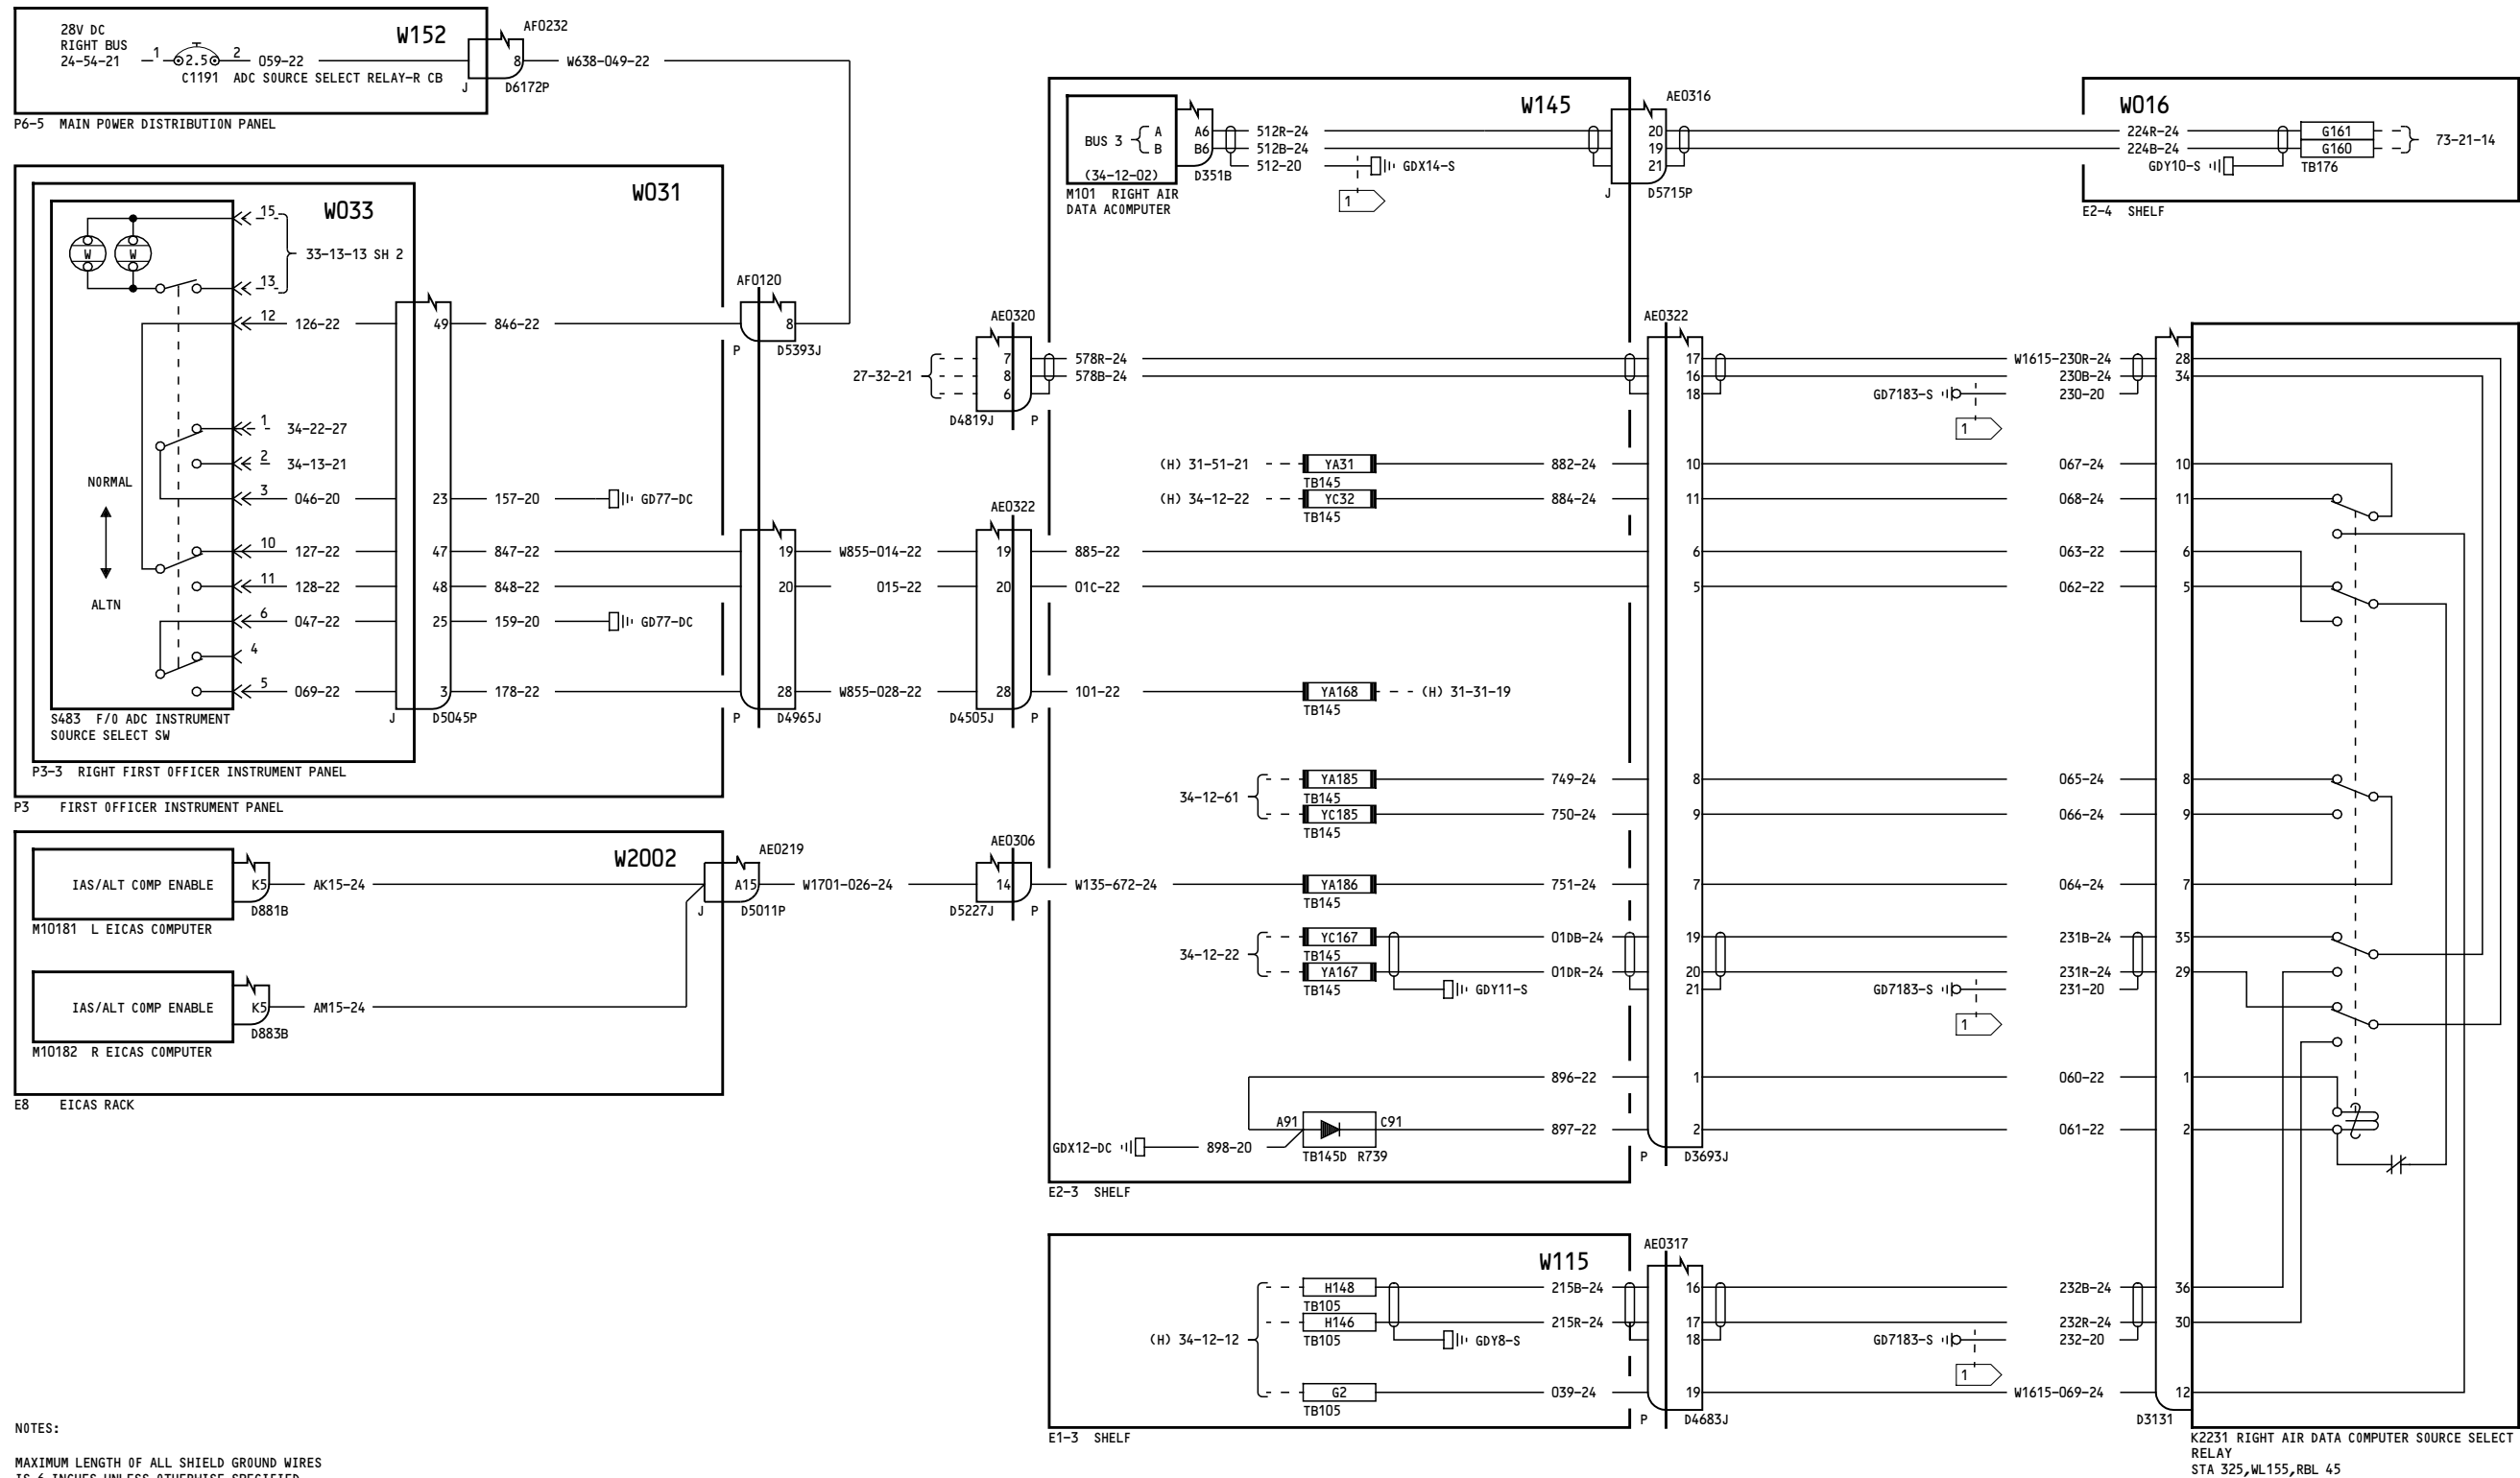 28V DC
RIGHT BUS
24-54-21
1
2.5
2
059-22
C1191 ADC SOURCE SELECT RELAY-R CB
W152
AF0232
8
W638-049-22
J
D6172P
P6-5 MAIN POWER DISTRIBUTION PANEL
W031
W033
15
33-13-13 SH 2
13
W
W
12
126-22
49
846-22
AF0120
8
P
D5393J
1
34-22-27
2
34-13-21
NORMAL
3
046-20
23
157-20
GD77-DC
10
127-22
47
847-22
19
W855-014-22
11
128-22
48
848-22
20
015-22
ALTN
6
047-22
25
159-20
GD77-DC
4
5
069-22
3
178-22
28
W855-028-22
S483 F/O ADC INSTRUMENT
SOURCE SELECT SW
J
D5045P
P
D4965J
P3-3 RIGHT FIRST OFFICER INSTRUMENT PANEL
P3 FIRST OFFICER INSTRUMENT PANEL
W2002
IAS/ALT COMP ENABLE
K5
AK15-24
D881B
M10181 L EICAS COMPUTER
AE0219
A15
W1701-026-24
J
D5011P
IAS/ALT COMP ENABLE
K5
AM15-24
D883B
M10182 R EICAS COMPUTER
E8 EICAS RACK
NOTES:
MAXIMUM LENGTH OF ALL SHIELD GROUND WIRES
IS 6 INCHES UNLESS OTHERWISE SPECIFIED
W145
BUS 3
A
B
A6
B6
512R-24
512B-24
512-20
GDX14-S
(34-12-02)
D351B
M101 RIGHT AIR
DATA ACOMPUTER
1
AE0316
20
19
21
J
D5715P
W016
224R-24
224B-24
GDY10-S
G161
G160
TB176
73-21-14
E2-4 SHELF
AE0320
27-32-21
7
8
6
578R-24
578B-24
D4819J
P
AE0322
17
16
18
W1615-230R-24
230B-24
GD7183-S
230-20
1
28
34
(H) 31-51-21
YA31
TB145
882-24
10
067-24
10
(H) 34-12-22
YC32
TB145
884-24
11
068-24
11
AE0322
19
885-22
6
063-22
6
20
01C-22
5
062-22
5
28
101-22
YA168
TB145
(H) 31-31-19
D4505J
P
34-12-61
YA185
TB145
749-24
8
065-24
8
YC185
TB145
750-24
9
066-24
9
AE0306
14
W135-672-24
YA186
TB145
751-24
7
064-24
7
D5227J
P
34-12-22
YC167
TB145
01DB-24
19
231B-24
35
YA167
TB145
01DR-24
20
231R-24
29
GDY11-S
21
GD7183-S
231-20
1
896-22
1
060-22
1
A91
C91
897-22
2
061-22
2
GDX12-DC
898-20
TB145D R739
P
D3693J
E2-3 SHELF
W115
AE0317
(H) 34-12-12
H148
TB105
215B-24
16
232B-24
36
H146
TB105
215R-24
17
232R-24
30
GDY8-S
18
GD7183-S
232-20
1
G2
TB105
039-24
19
W1615-069-24
12
P
D4683J
D3131
E1-3 SHELF
K2231 RIGHT AIR DATA COMPUTER SOURCE SELECT
RELAY
STA 325,WL155,RBL 45